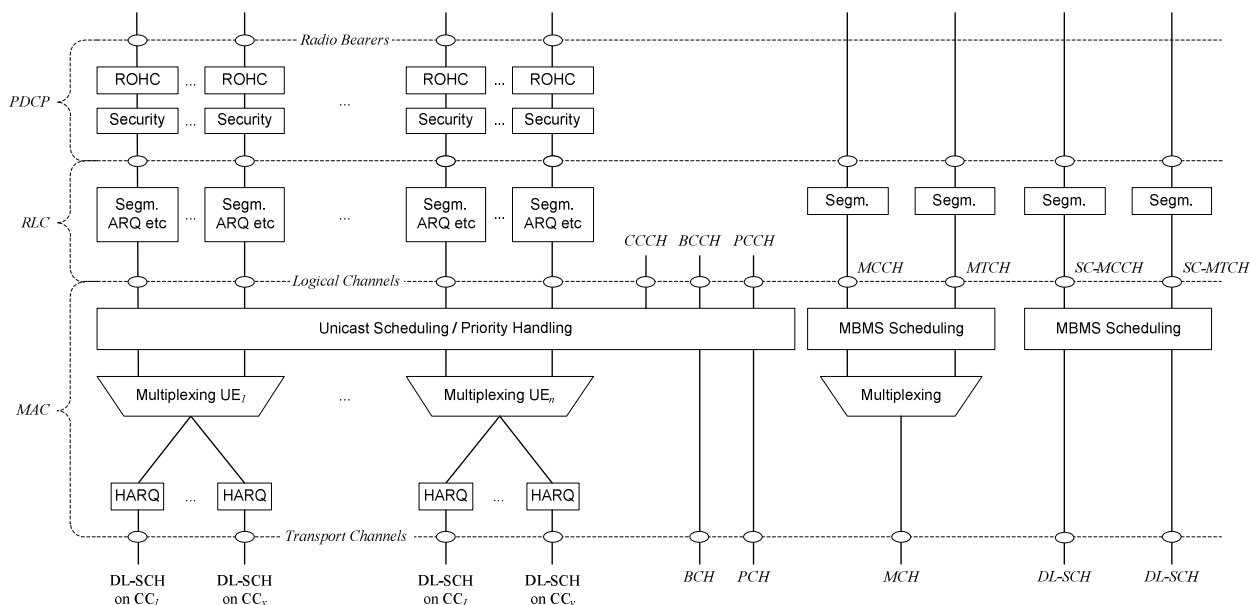 Radio Bearers
ROHC ... ROHC ROHC ... ROHC
PDCP ...
Security ... Security Security ... Security
Segm. Segm. Segm. Segm.
Segm. ARQ etc ... Segm. ARQ etc ... Segm. ARQ etc ... Segm. ARQ etc
RLC
CCCH BCCH PCCH
MCCH MTCH SC-MCCH SC-MTCH
Logical Channels
Unicast Scheduling / Priority Handling MBMS Scheduling MBMS Scheduling
Multiplexing UE1 ... Multiplexing UEn Multiplexing
MAC
HARQ ... HARQ HARQ ... HARQ
Transport Channels
DL-SCH DL-SCH DL-SCH DL-SCH BCH PCH MCH DL-SCH DL-SCH
on CC1 on CCx on CC1 on CCy